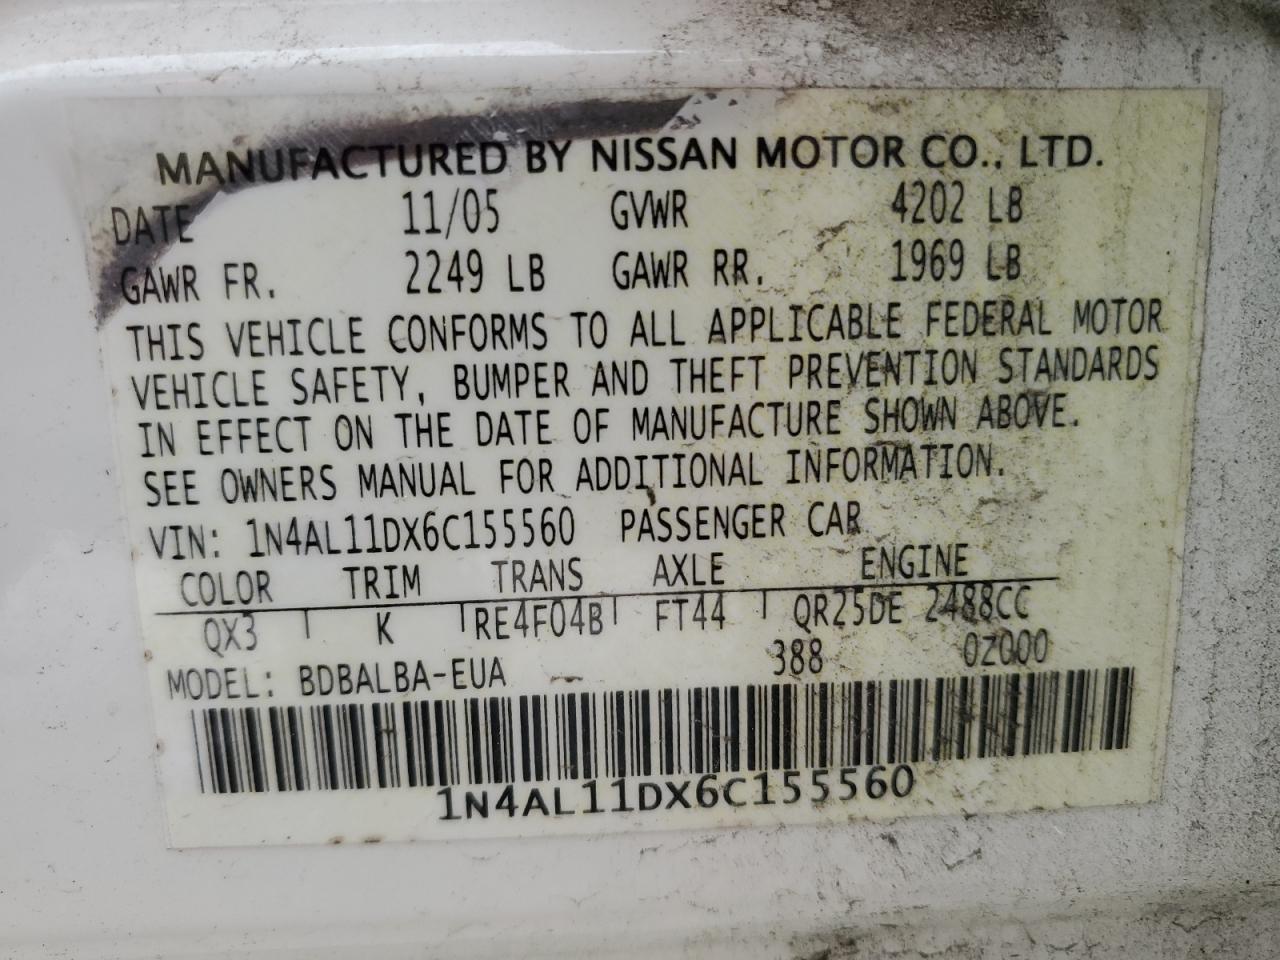 MANUFACTURED BY NISSAN MOTOR CO., LTD.
DATE 11/05 GVWR 4202 LB
GAWR FR. 2249 LB GAWR RR. 1969 LB
THIS VEHICLE CONFORMS TO ALL APPLICABLE FEDERAL MOTOR
VEHICLE SAFETY, BUMPER AND THEFT PREVENTION STANDARDS
IN EFFECT ON THE DATE OF MANUFACTURE SHOWN ABOVE.
SEE OWNERS MANUAL FOR ADDITIONAL INFORMATION.
VIN: 1N4AL11DX6C155560 PASSENGER CAR
COLOR TRIM TRANS AXLE ENGINE
QX3 K RE4F04B FT44 QR25DE 2488CC
MODEL: BDBALBA-EUA 388 0Z000
1N4AL11DX6C155560